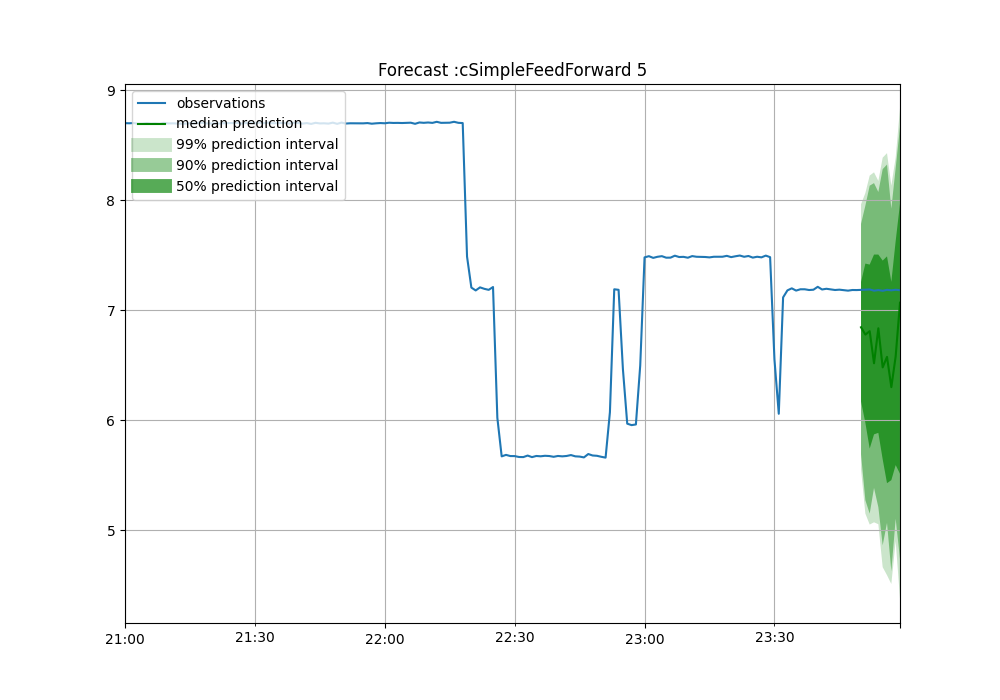 Forecast :cSimpleFeedForward 5
9
observations
median prediction
99% prediction interval
90% prediction interval
50% prediction interval
8
7
6
5
21:00 21:30 22:00 22:30 23:00 23:30